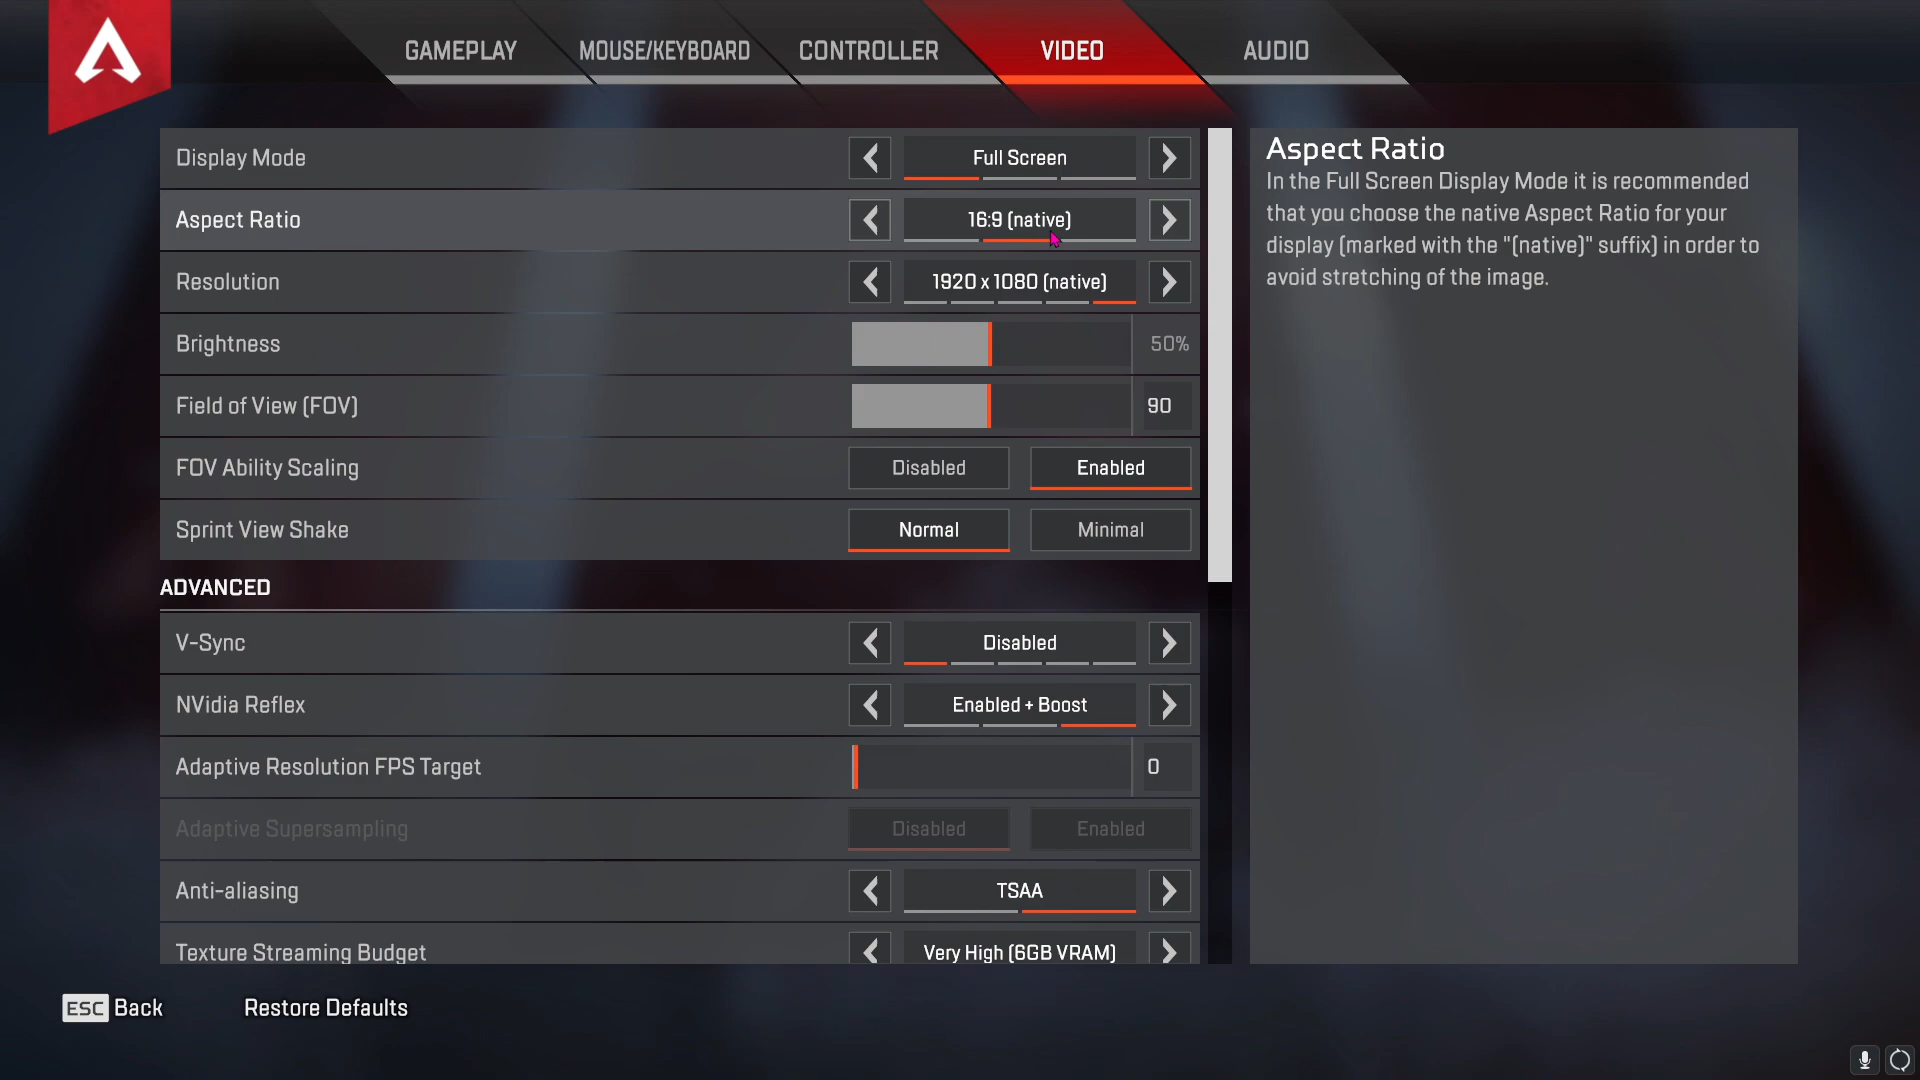 GAMEPLAY MOUSE/KEYBOARD CONTROLLER VIDEO AUDIO
Display Mode Full Screen
Aspect Ratio 16:9 (native)
Resolution 1920 x 1080 (native)
Brightness 50%
Field of View (FOV) 90
FOV Ability Scaling Disabled Enabled
Sprint View Shake Normal Minimal
ADVANCED
V-Sync Disabled
NVidia Reflex Enabled + Boost
Adaptive Resolution FPS Target 0
Adaptive Supersampling Disabled Enabled
Anti-aliasing TSAA
Texture Streaming Budget Very High (6GB VRAM)
Aspect Ratio
In the Full Screen Display Mode it is recommended
that you choose the native Aspect Ratio for your
display (marked with the "(native)" suffix) in order to
avoid stretching of the image.
ESC Back Restore Defaults